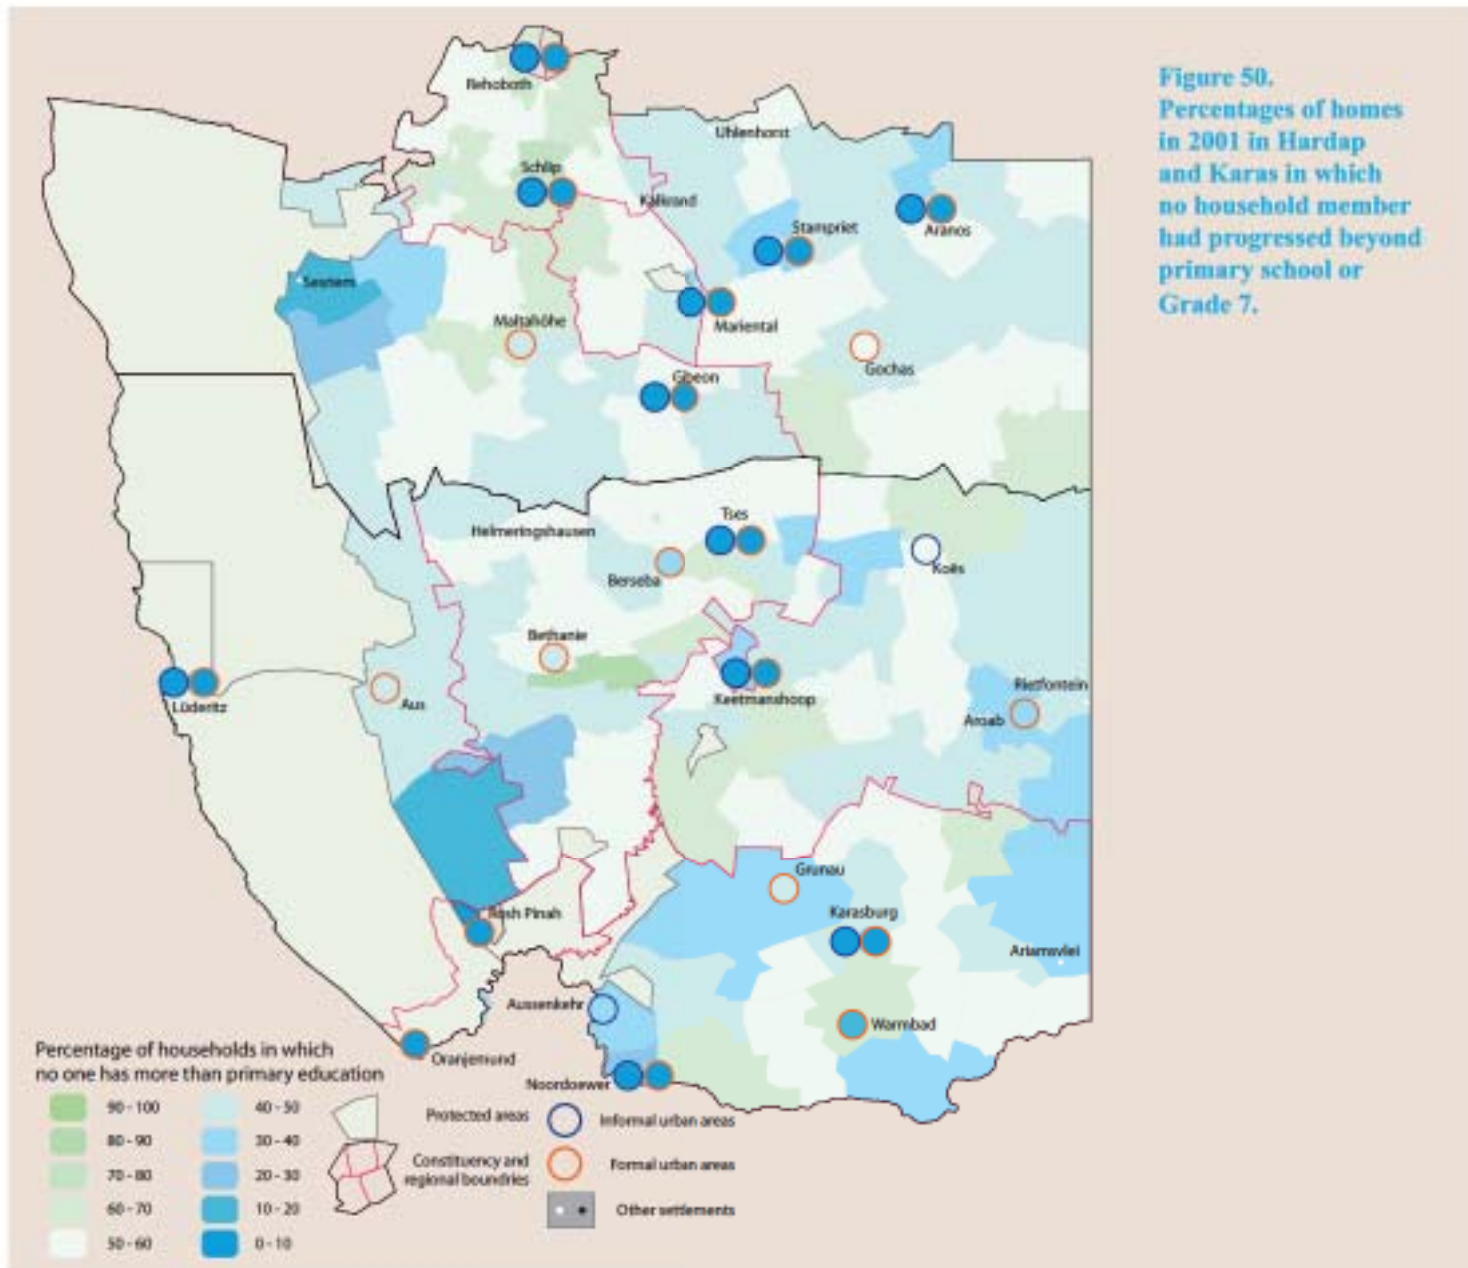 Figure 50.
Percentages of homes
in 2001 in Hardap
and Karas in which
no household member
had progressed beyond
primary school or
Grade 7.
Rehoboth
Uhlenhorst
Schlip
Kalkrand
Stampriet
Aranos
Sesriem
Mariental
Maltahöhe
Gochas
Gibeon
Tses
Helmeringshausen
Berseba
Koës
Bethanie
Keetmanshoop
Rietfontein
Aroab
Lüderitz
Aus
Grunau
Karasburg
Rosh Pinah
Ariamsvlei
Aussenkehr
Warmbad
Oranjemund
Noordoewer
Percentage of households in which
no one has more than primary education
90 - 100
80 - 90
70 - 80
60 - 70
50 - 60
40 - 50
30 - 40
20 - 30
10 - 20
0 - 10
Protected areas
Constituency and
regional boundries
Informal urban areas
Formal urban areas
Other settlements